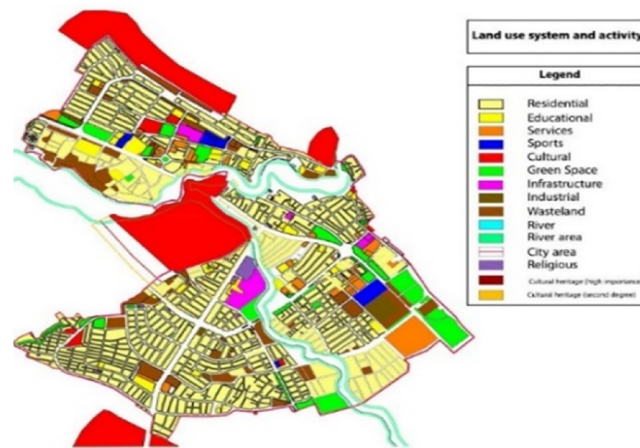 Land use system and activity
Legend
Residential
Educational
Services
Sports
Cultural
Green Space
Infrastructure
Industrial
Wasteland
River
River area
City area
Religious
Cultural heritage (high importance)
Cultural heritage (second degree)